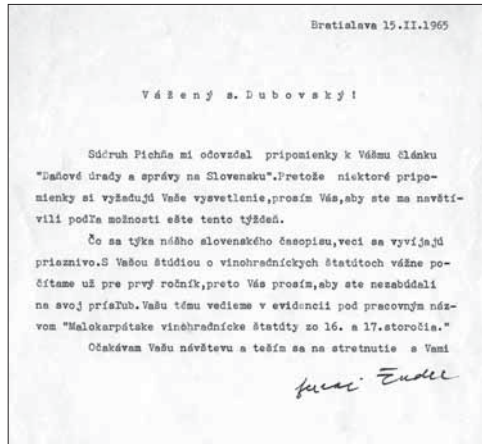 Bratislava 15.II.1965
Vážený s. Dubovský!
Súdruh Pichňa mi odovzdal pripomienky k Vášmu článku
"Daňové úrady a správy na Slovensku".Pretože niektoré pripo-
mienky si vyžadujú Vaše vysvetlenie,prosím Vás,aby ste ma navští-
vili podľa možnosti ešte tento týždeň.
Čo sa týka nášho slovenského časopisu,veci sa vyvíjajú
priaznivo.S Vašou štúdiou o vinohradníckych štatútoch vážne po-
čítame už pre prvý ročník,preto Vás prosím,aby ste nezabúdali
na svoj prísľub.Vašu tému vedieme v evidencii pod pracovným náz-
vom "Malokarpatske vinohradnícke štatúty zo 16. a 17.storočia."
Očakávam Vašu návštevu a teším sa na stretnutie s Vami